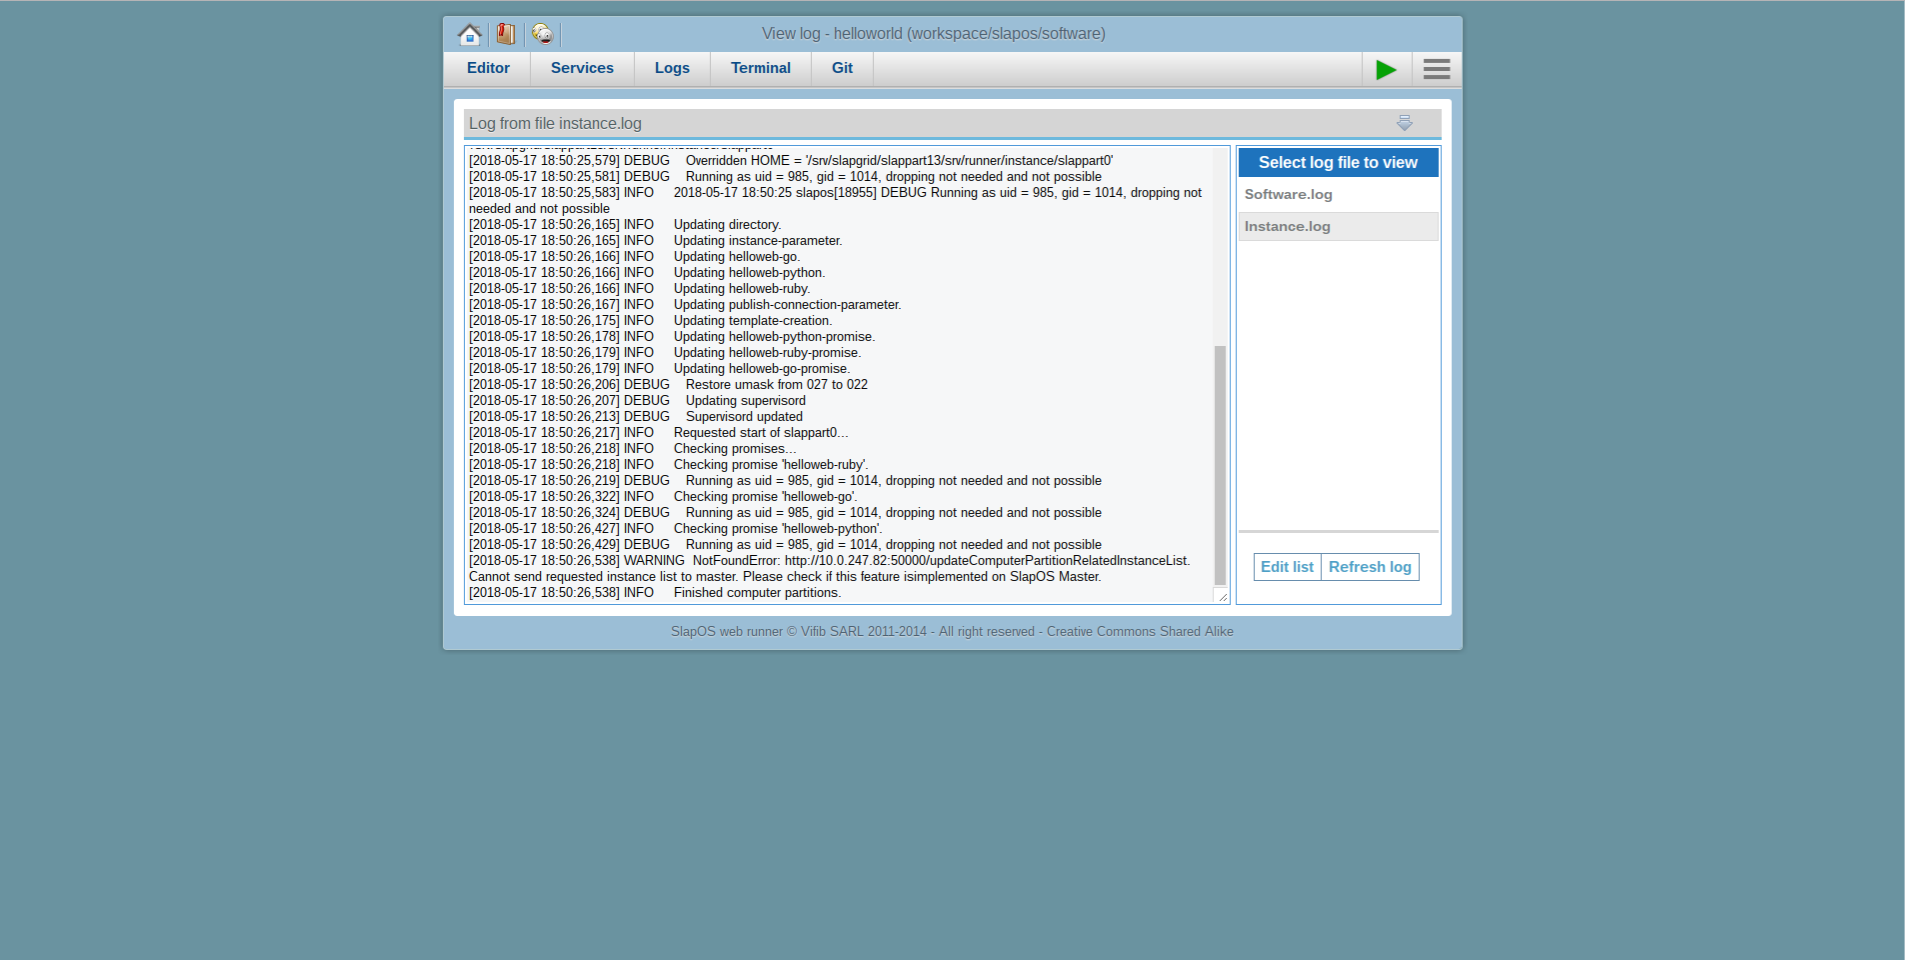 View log - helloworld (workspace/slapos/software)
Editor Services Logs Terminal Git
Log from file instance.log
[2018-05-17 18:50:25,579] DEBUG Overridden HOME = '/srv/slapgrid/slappart13/srv/runner/instance/slappart0'
[2018-05-17 18:50:25,581] DEBUG Running as uid = 985, gid = 1014, dropping not needed and not possible
[2018-05-17 18:50:25,583] INFO 2018-05-17 18:50:25 slapos[18955] DEBUG Running as uid = 985, gid = 1014, dropping not
needed and not possible
[2018-05-17 18:50:26,165] INFO Updating directory.
[2018-05-17 18:50:26,165] INFO Updating instance-parameter.
[2018-05-17 18:50:26,166] INFO Updating helloweb-go.
[2018-05-17 18:50:26,166] INFO Updating helloweb-python.
[2018-05-17 18:50:26,166] INFO Updating helloweb-ruby.
[2018-05-17 18:50:26,167] INFO Updating publish-connection-parameter.
[2018-05-17 18:50:26,175] INFO Updating template-creation.
[2018-05-17 18:50:26,178] INFO Updating helloweb-python-promise.
[2018-05-17 18:50:26,179] INFO Updating helloweb-ruby-promise.
[2018-05-17 18:50:26,179] INFO Updating helloweb-go-promise.
[2018-05-17 18:50:26,206] DEBUG Restore umask from 027 to 022
[2018-05-17 18:50:26,207] DEBUG Updating supervisord
[2018-05-17 18:50:26,213] DEBUG Supervisord updated
[2018-05-17 18:50:26,217] INFO Requested start of slappart0...
[2018-05-17 18:50:26,218] INFO Checking promises...
[2018-05-17 18:50:26,218] INFO Checking promise 'helloweb-ruby'.
[2018-05-17 18:50:26,219] DEBUG Running as uid = 985, gid = 1014, dropping not needed and not possible
[2018-05-17 18:50:26,322] INFO Checking promise 'helloweb-go'.
[2018-05-17 18:50:26,324] DEBUG Running as uid = 985, gid = 1014, dropping not needed and not possible
[2018-05-17 18:50:26,427] INFO Checking promise 'helloweb-python'.
[2018-05-17 18:50:26,429] DEBUG Running as uid = 985, gid = 1014, dropping not needed and not possible
[2018-05-17 18:50:26,538] WARNING NotFoundError: http://10.0.247.82:50000/updateComputerPartitionRelatedInstanceList.
Cannot send requested instance list to master. Please check if this feature isimplemented on SlapOS Master.
[2018-05-17 18:50:26,538] INFO Finished computer partitions.
Select log file to view
Software.log
Instance.log
Edit list Refresh log
SlapOS web runner © Vifib SARL 2011-2014 - All right reserved - Creative Commons Shared Alike